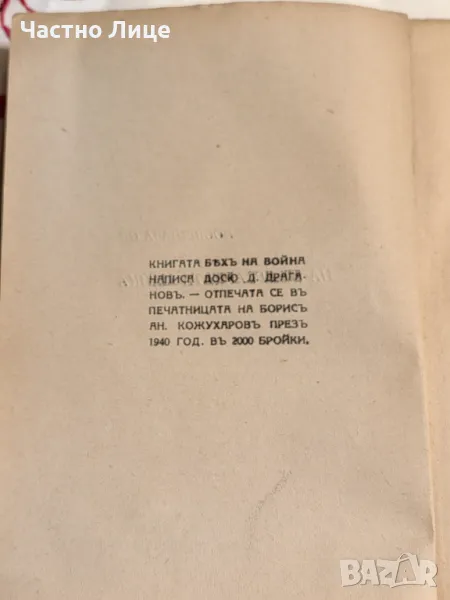 Частно Лице
КНИГАТА БѢХЪ НА ВОЙНА
НАПИСА ДОСЮ Д. ДРАГА
НОВЪ. — ОТПЕЧАТА СЕ ВЪ
ПЕЧАТНИЦАТА НА БОРИСЪ
АН. КОЖУХАРОВЪ ПРЕЗЪ
1940 ГОД. ВЪ 2000 БРОЙКИ.
BAZAR